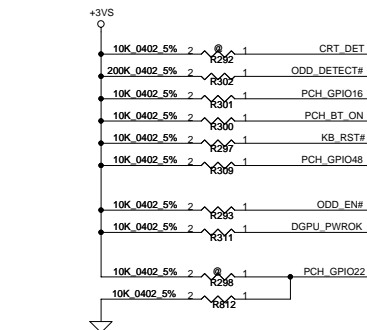 +3VS
10K_0402_5% 2 @ 1 CRT_DET
R292
200K_0402_5% 2 1 ODD_DETECT#
R302
10K_0402_5% 2 1 PCH_GPIO16
R301
10K_0402_5% 2 1 PCH_BT_ON
R300
10K_0402_5% 2 1 KB_RST#
R297
10K_0402_5% 2 1 PCH_GPIO48
R309
10K_0402_5% 2 1 ODD_EN#
R293
10K_0402_5% 2 1 DGPU_PWROK
R311
10K_0402_5% 2 @ 1 PCH_GPIO22
R298
10K_0402_5% 2 1
R812